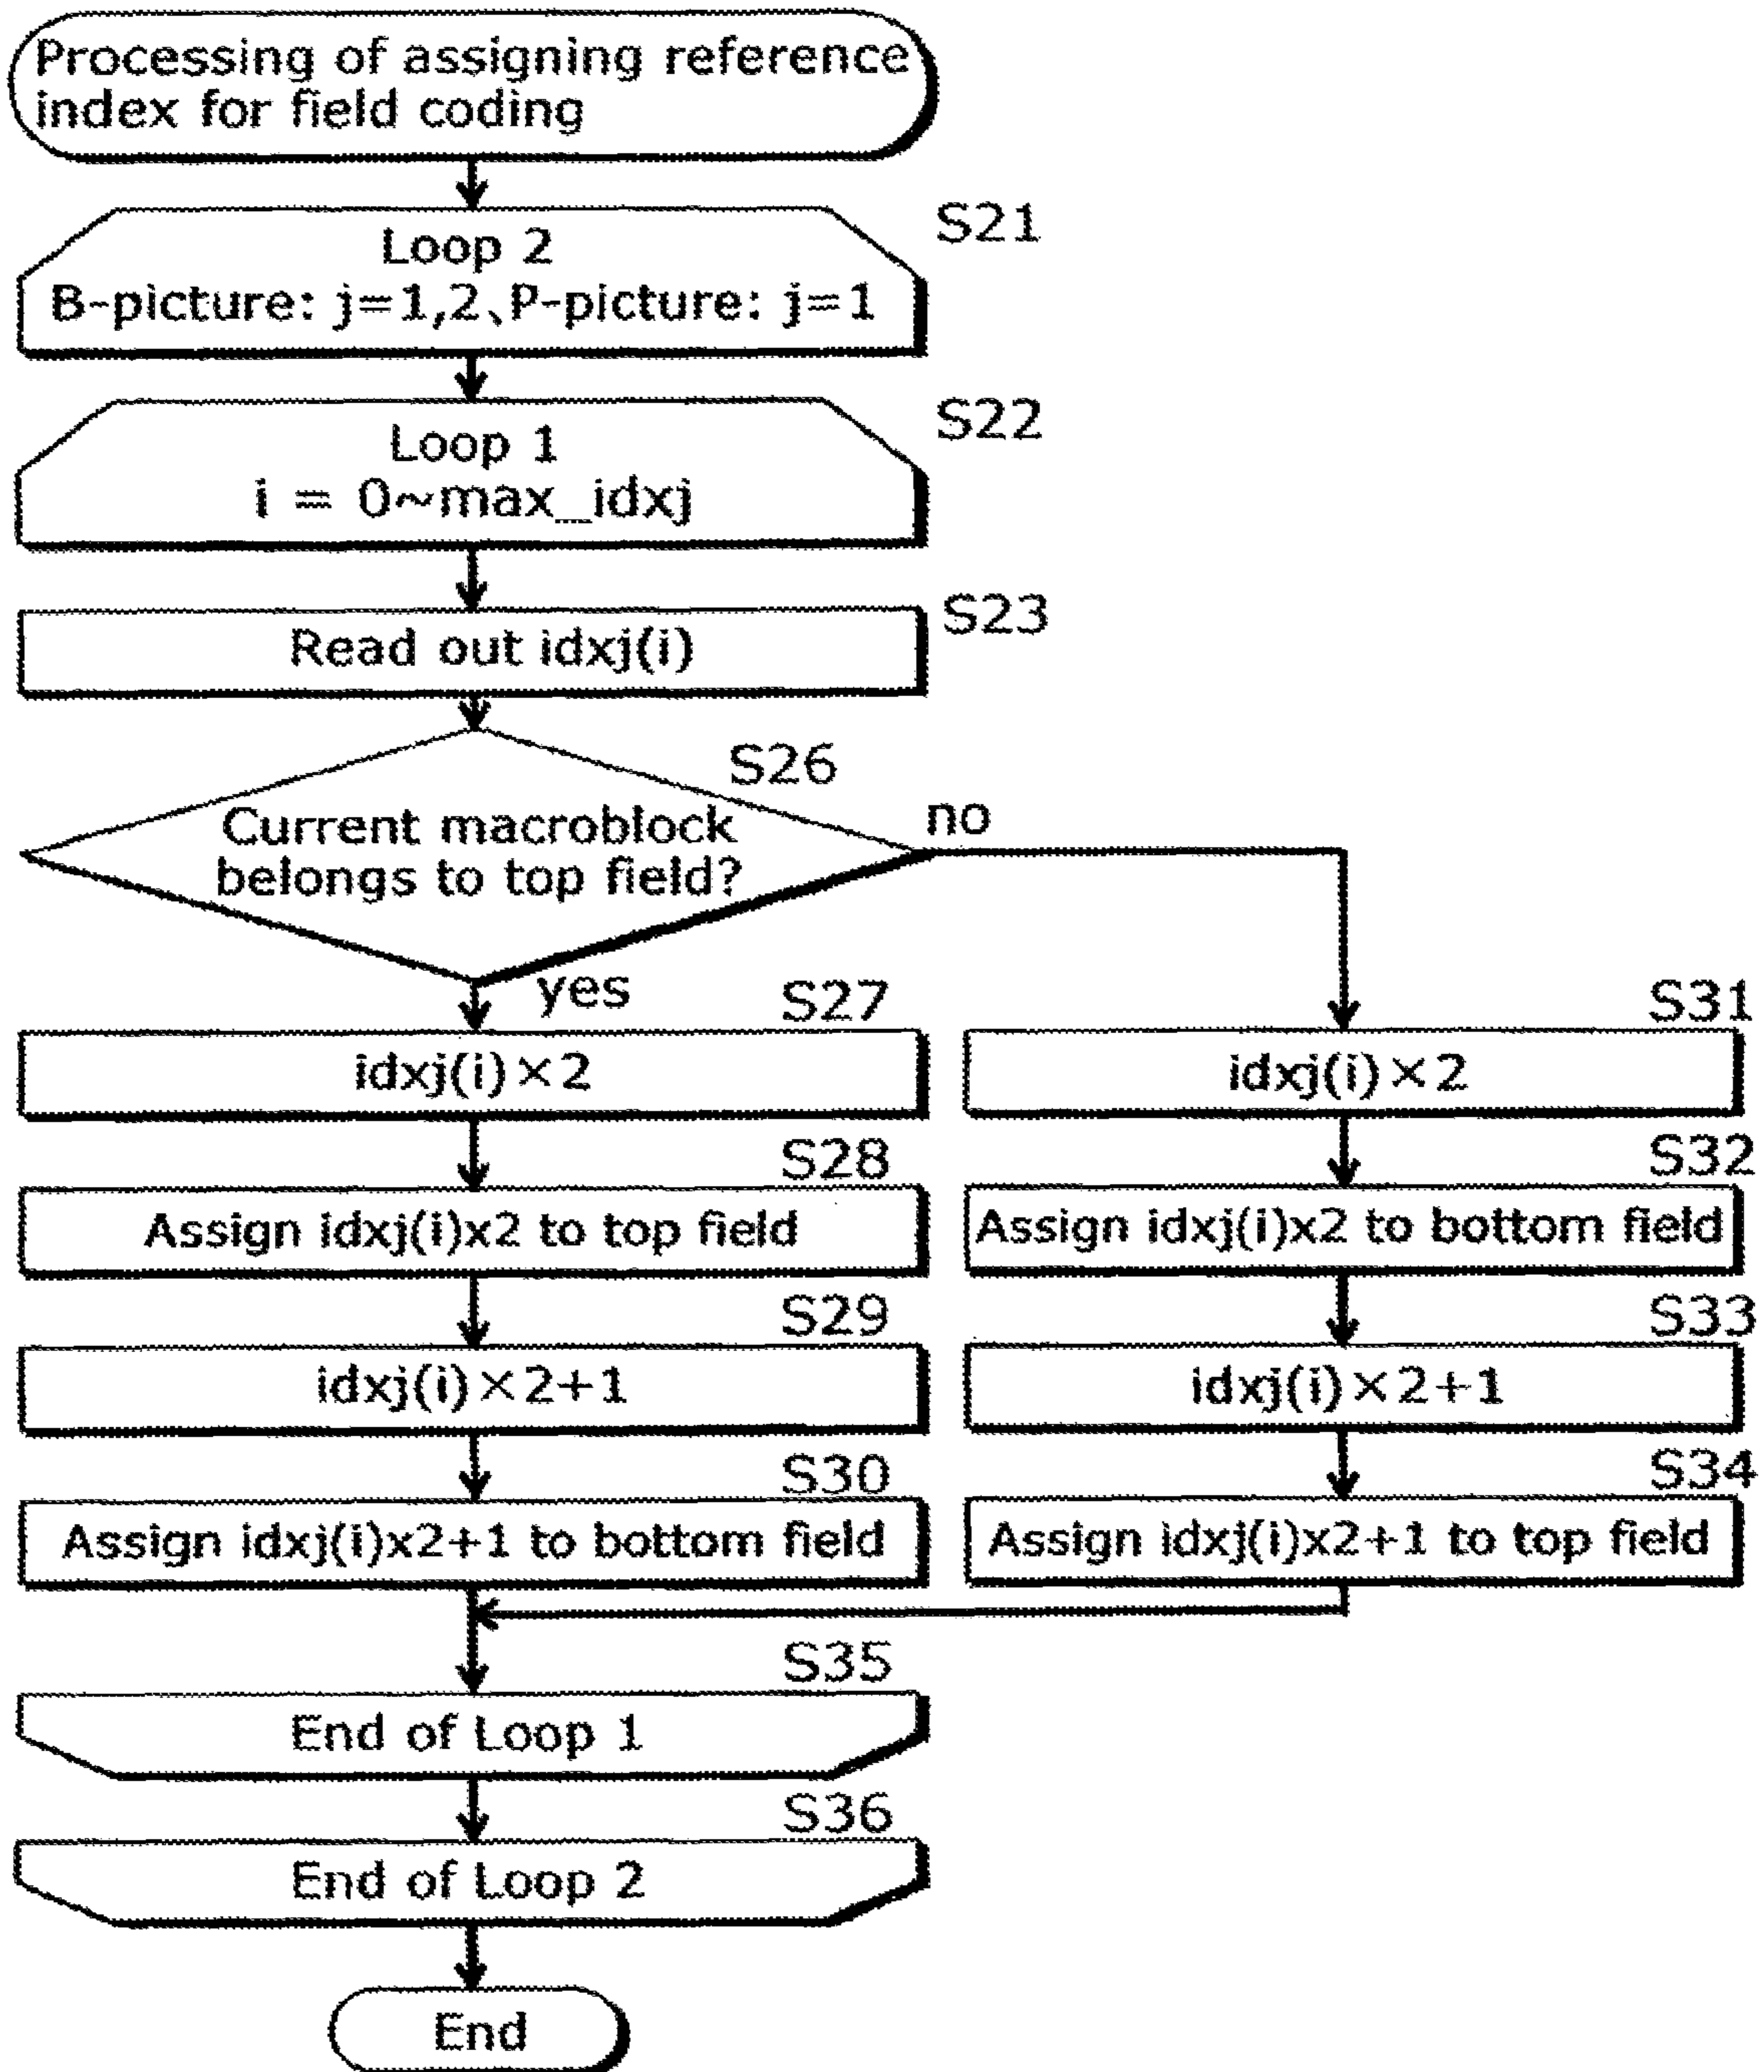 Processing of assigning reference
index for field coding
S21
Loop 2
B-picture: j=1,2、P-picture: j=1
S22
Loop 1
i = 0~max_idxj
S23
Read out idxj(i)
S26
Current macroblock
belongs to top field?
no
yes
S27
idxj(i)×2
S28
Assign idxj(i)x2 to top field
S29
idxj(i)×2+1
S30
Assign idxj(i)x2+1 to bottom field
S31
idxj(i)×2
S32
Assign idxj(i)x2 to bottom field
S33
idxj(i)×2+1
S34
Assign idxj(i)x2+1 to top field
S35
End of Loop 1
S36
End of Loop 2
End